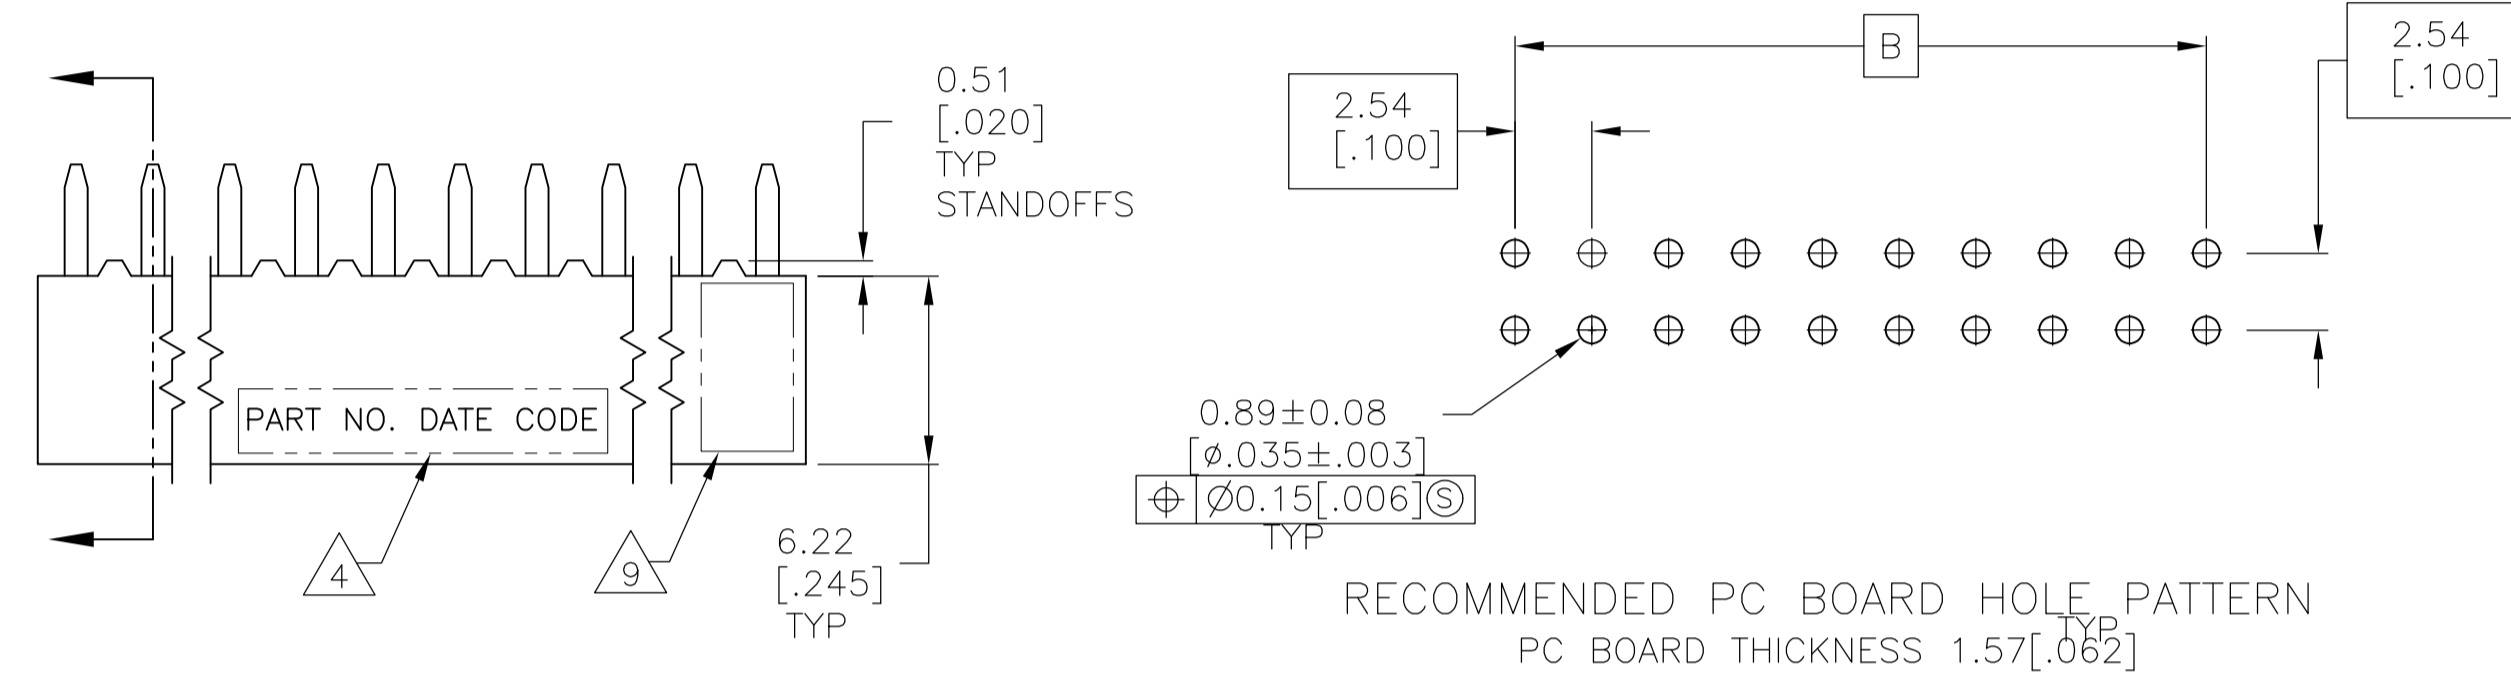 0.51
[.020]
TYP
STANDOFFS
PART NO. DATE CODE
4
9
6.22
[.245]
TYP
B
2.54
[.100]
2.54
[.100]
0.89±0.08
[ø.035±.003]
⌖ ∅0.15[.006]Ⓢ
TYP
RECOMMENDED PC BOARD HOLE PATTERN
TYP
PC BOARD THICKNESS 1.57[.062]